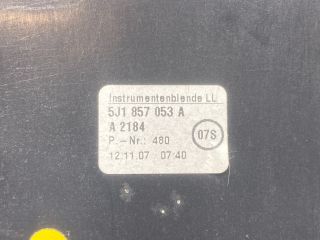 Instrumentenblende LL
5J1 857 053 A
A 2184
07S
P.-Nr.: 480
12.11.07 07:40